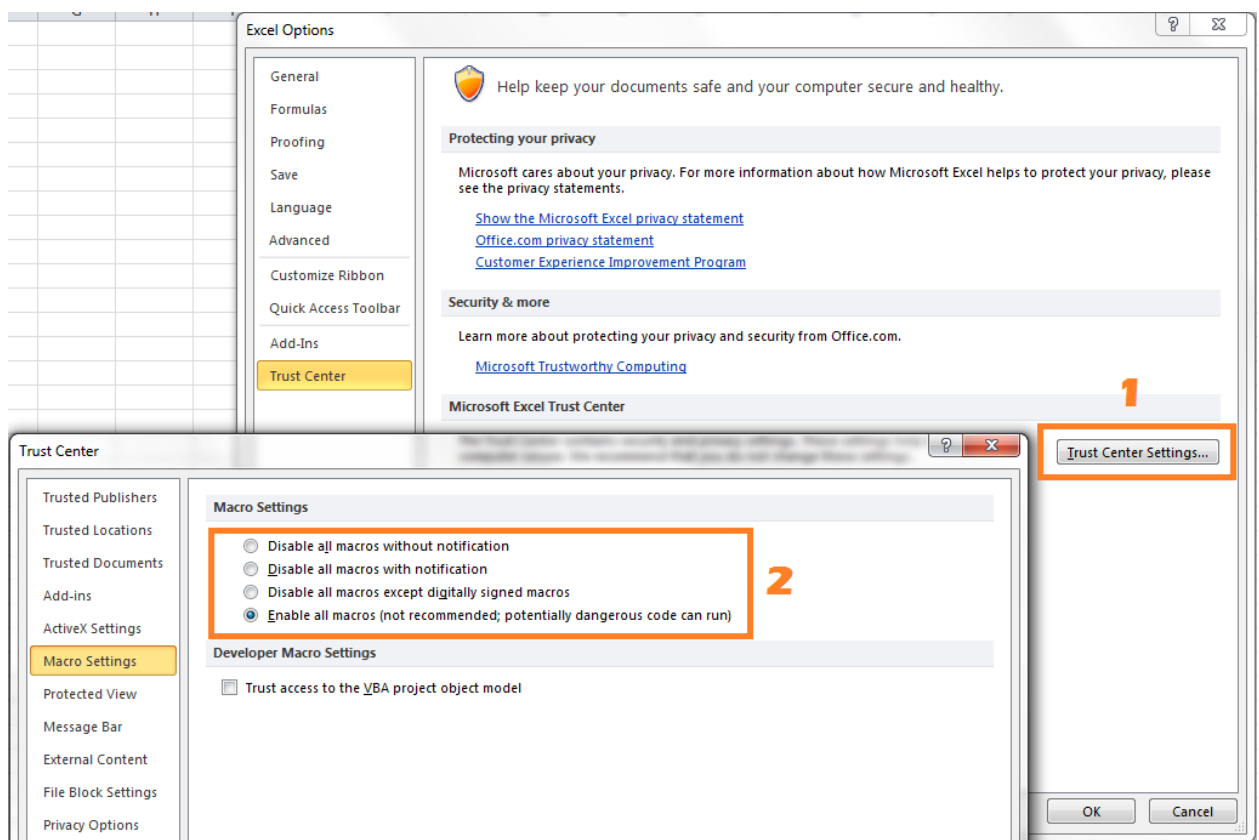 Excel Options
General
Formulas
Proofing
Save
Language
Advanced
Customize Ribbon
Quick Access Toolbar
Add-Ins
Trust Center
Help keep your documents safe and your computer secure and healthy.
Protecting your privacy
Microsoft cares about your privacy. For more information about how Microsoft Excel helps to protect your privacy, please
see the privacy statements.
Show the Microsoft Excel privacy statement
Office.com privacy statement
Customer Experience Improvement Program
Security & more
Learn more about protecting your privacy and security from Office.com.
Microsoft Trustworthy Computing
Microsoft Excel Trust Center
1
Trust Center Settings...
OK
Cancel
Trust Center
Trusted Publishers
Trusted Locations
Trusted Documents
Add-ins
ActiveX Settings
Macro Settings
Protected View
Message Bar
External Content
File Block Settings
Privacy Options
Macro Settings
Disable all macros without notification
Disable all macros with notification
Disable all macros except digitally signed macros
Enable all macros (not recommended; potentially dangerous code can run)
2
Developer Macro Settings
Trust access to the VBA project object model